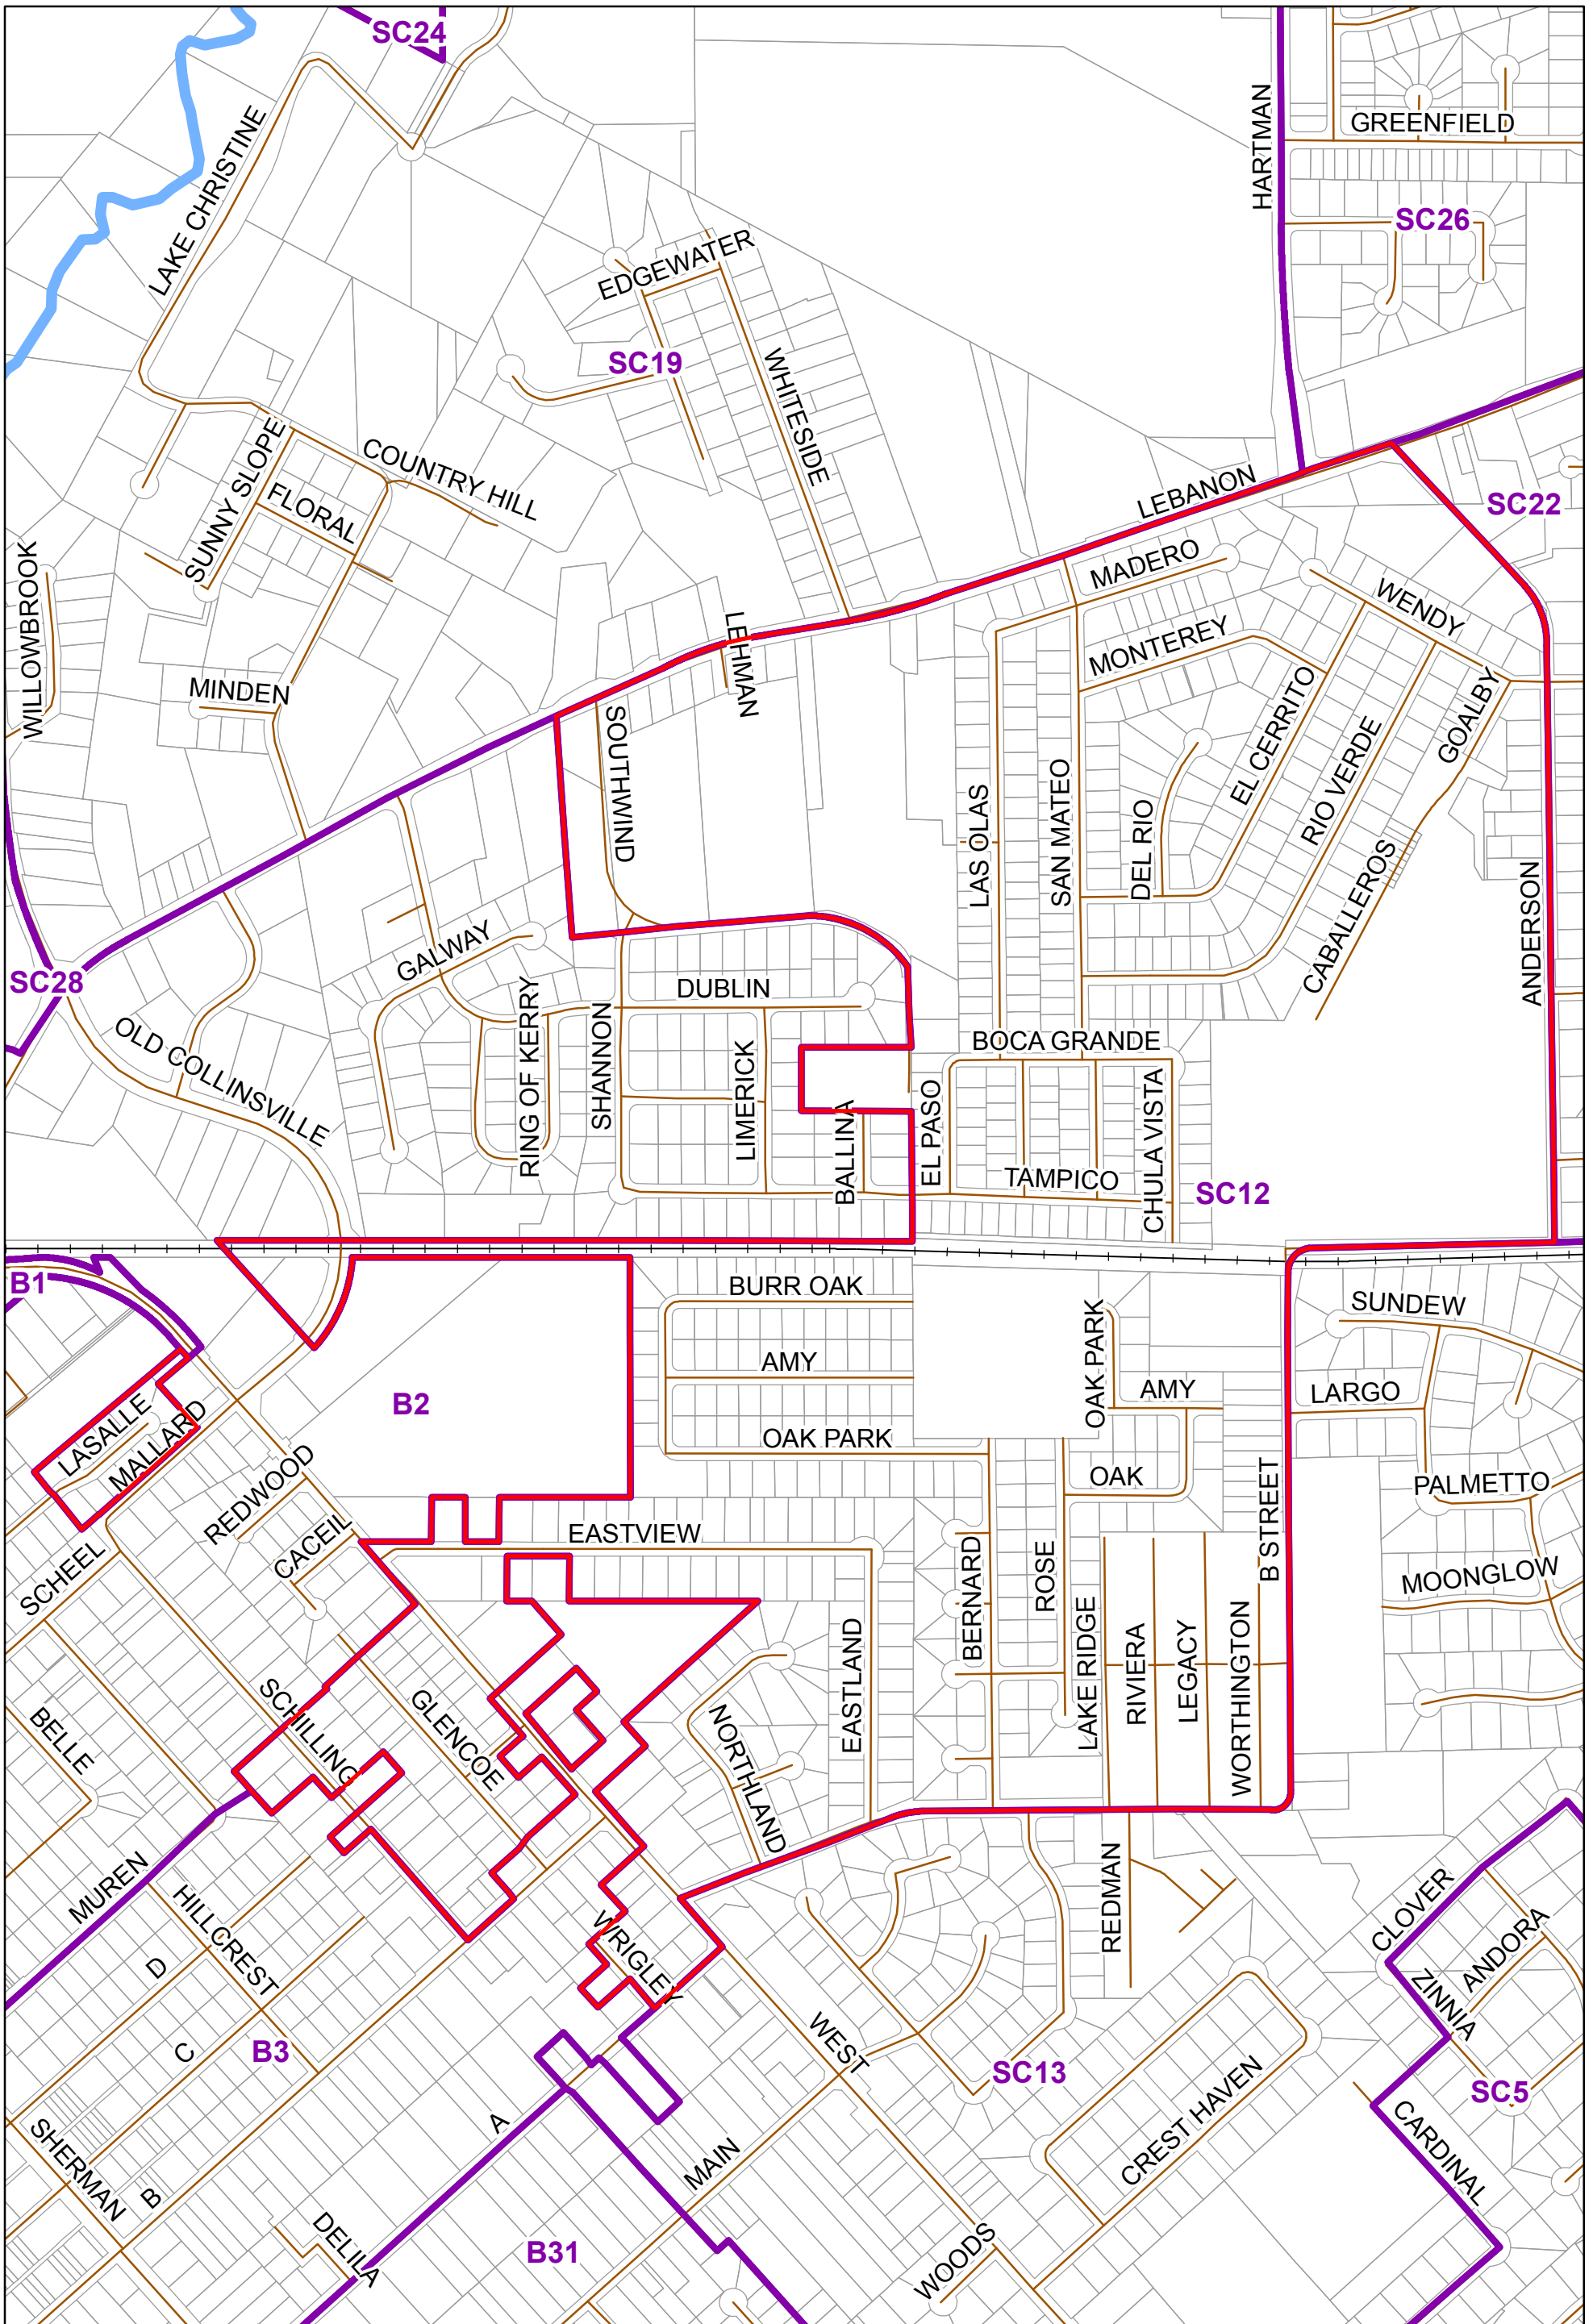 SC24
LAKE CHRISTINE
HARTMAN
GREENFIELD
SC26
EDGEWATER
SC19
WHITESIDE
SUNNY SLOPE
COUNTRY HILL
FLORAL
LEBANON
SC22
WILLOWBROOK
MADERO
WENDY
MONTEREY
LEHMAN
MINDEN
SOUTHWIND
EL CERRITO
GOALBY
RIO VERDE
LAS OLAS
SAN MATEO
DEL RIO
CABALLEROS
ANDERSON
GALWAY
SC28
DUBLIN
RING OF KERRY
SHANNON
OLD COLLINSVILLE
BOCA GRANDE
LIMERICK
BALLINA
EL PASO
CHULA VISTA
TAMPICO
SC12
B1
BURR OAK
OAK PARK
SUNDEW
AMY
AMY
LARGO
B2
LASALLE
MALLARD
OAK PARK
OAK
REDWOOD
B STREET
PALMETTO
CACEIL
EASTVIEW
SCHEEL
BERNARD
ROSE
MOONGLOW
LAKE RIDGE
RIVIERA
LEGACY
WORTHINGTON
EASTLAND
SCHILLING
GLENCOE
BELLE
NORTHLAND
MUREN
HILLCREST
WRIGLEY
REDMAN
CLOVER
ANDORA
ZINNIA
D
C
B3
WEST
SC13
SC5
CREST HAVEN
CARDINAL
SHERMAN
B
A
MAIN
DELILA
B31
WOODS